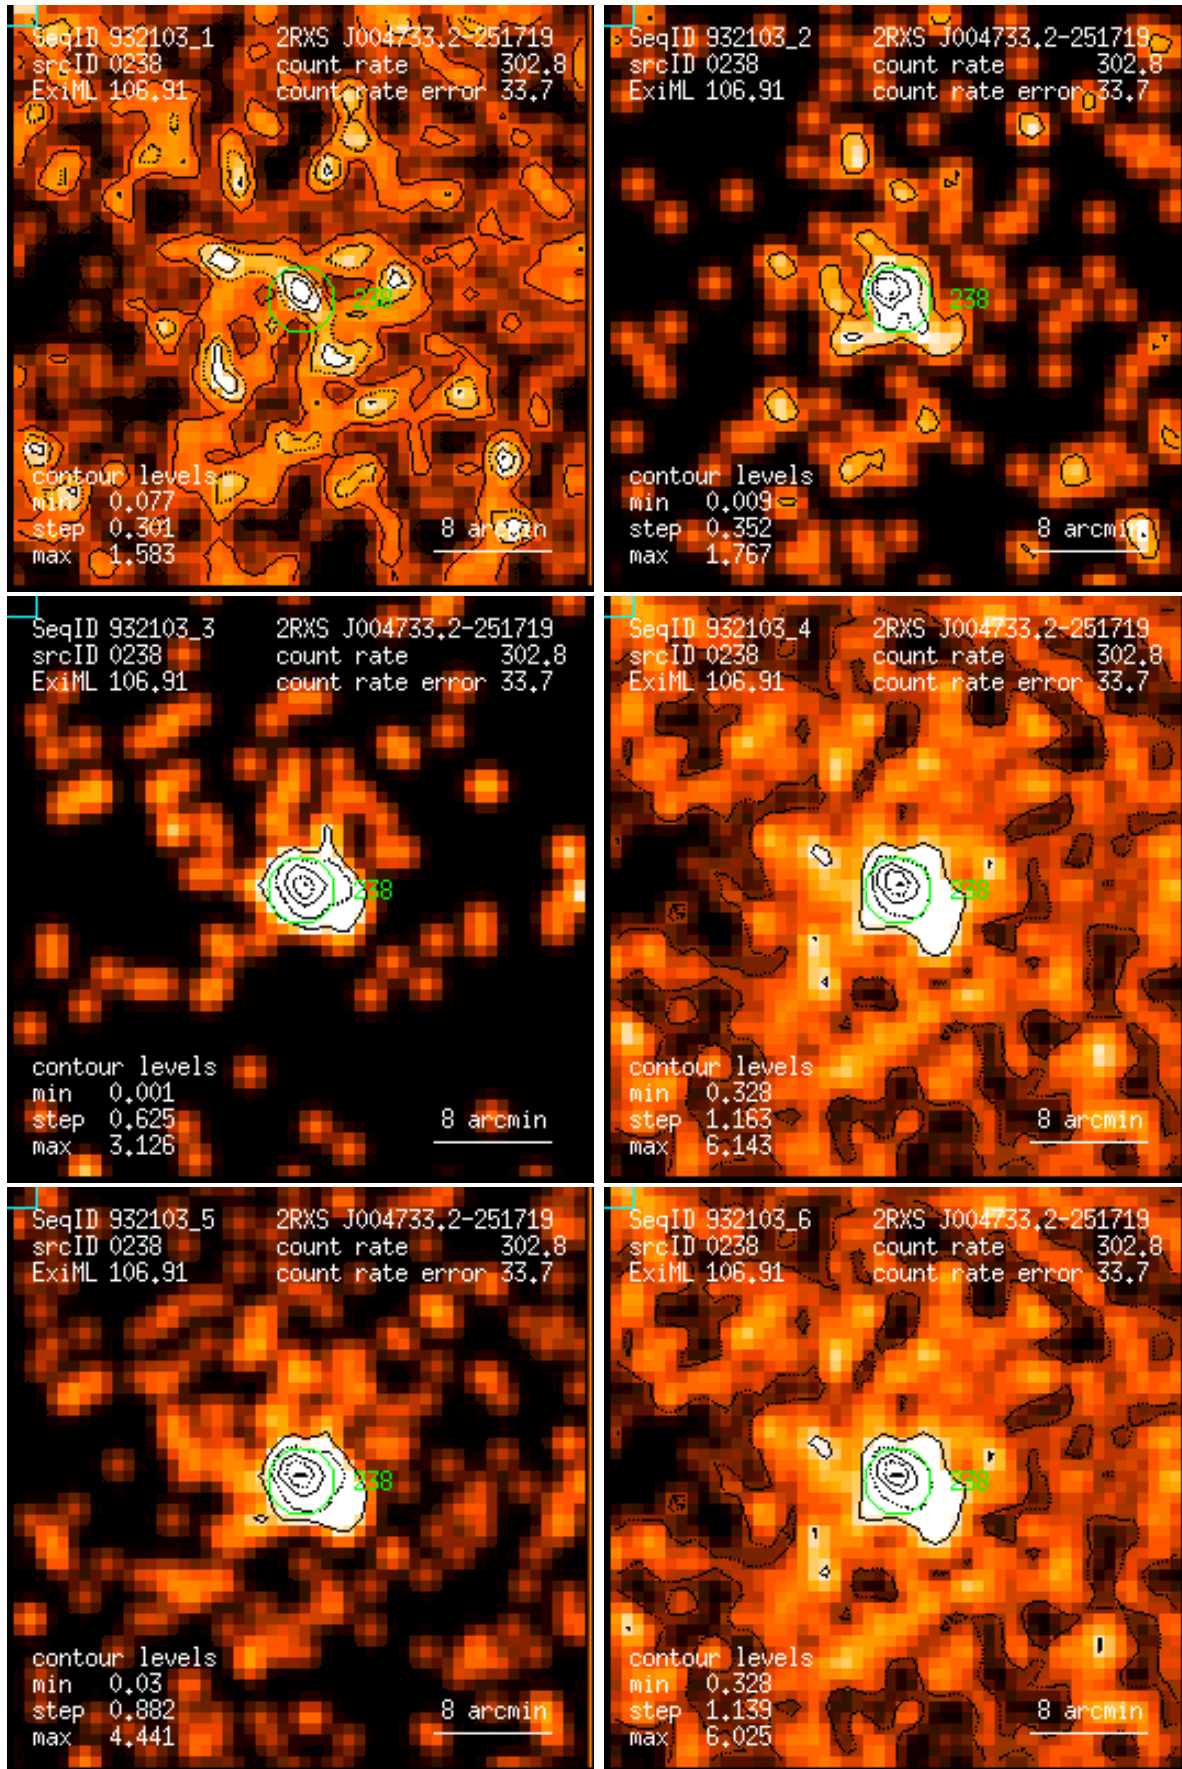 SeqID 932103_1 2RXS J004733.2-251719
srcID 0238 count rate 302.8
ExiML 106.91 count rate error 33.7
238
contour levels
min 0.077
step 0.301 8 arcmin
max 1.583
SeqID 932103_2 2RXS J004733.2-251719
srcID 0238 count rate 302.8
ExiML 106.91 count rate error 33.7
238
contour levels
min 0.009
step 0.352 8 arcmin
max 1.767
SeqID 932103_3 2RXS J004733.2-251719
srcID 0238 count rate 302.8
ExiML 106.91 count rate error 33.7
238
contour levels
min 0.001
step 0.625 8 arcmin
max 3.126
SeqID 932103_4 2RXS J004733.2-251719
srcID 0238 count rate 302.8
ExiML 106.91 count rate error 33.7
238
contour levels
min 0.328
step 1.163 8 arcmin
max 6.143
SeqID 932103_5 2RXS J004733.2-251719
srcID 0238 count rate 302.8
ExiML 106.91 count rate error 33.7
238
contour levels
min 0.03
step 0.882 8 arcmin
max 4.441
SeqID 932103_6 2RXS J004733.2-251719
srcID 0238 count rate 302.8
ExiML 106.91 count rate error 33.7
238
contour levels
min 0.328
step 1.139 8 arcmin
max 6.025